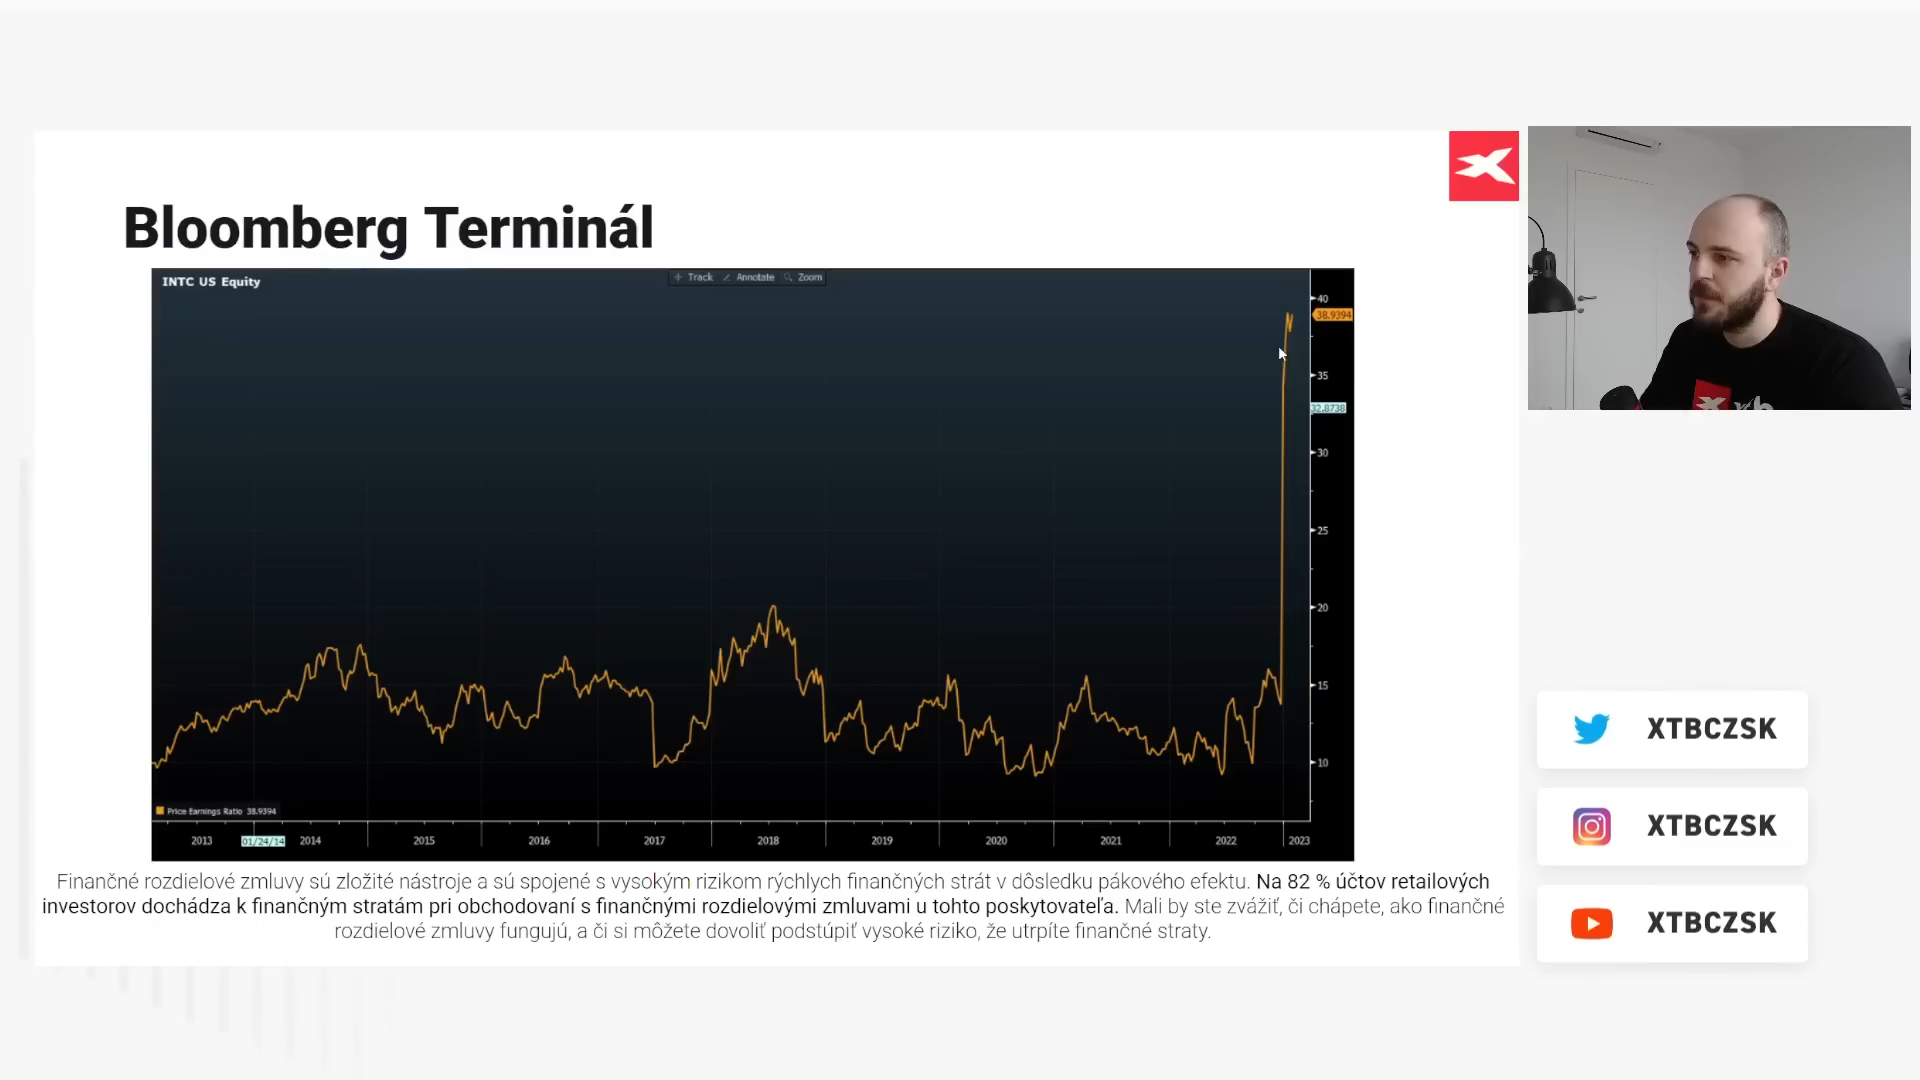 Bloomberg Terminál
INTC US Equity
Track Annotate Zoom
40
38.9394
35
32.8738
30
25
20
15
10
Price Earnings Ratio 38.9394
2013 01/24/14 2014 2015 2016 2017 2018 2019 2020 2021 2022 2023
Finančné rozdielové zmluvy sú zložité nástroje a sú spojené s vysokým rizikom rýchlych finančných strát v dôsledku pákového efektu. Na 82 % účtov retailových
investorov dochádza k finančným stratám pri obchodovaní s finančnými rozdielovými zmluvami u tohto poskytovateľa. Mali by ste zvážiť, či chápete, ako finančné
rozdielové zmluvy fungujú, a či si môžete dovoliť podstúpiť vysoké riziko, že utrpíte finančné straty.
XTBCZSK
XTBCZSK
XTBCZSK